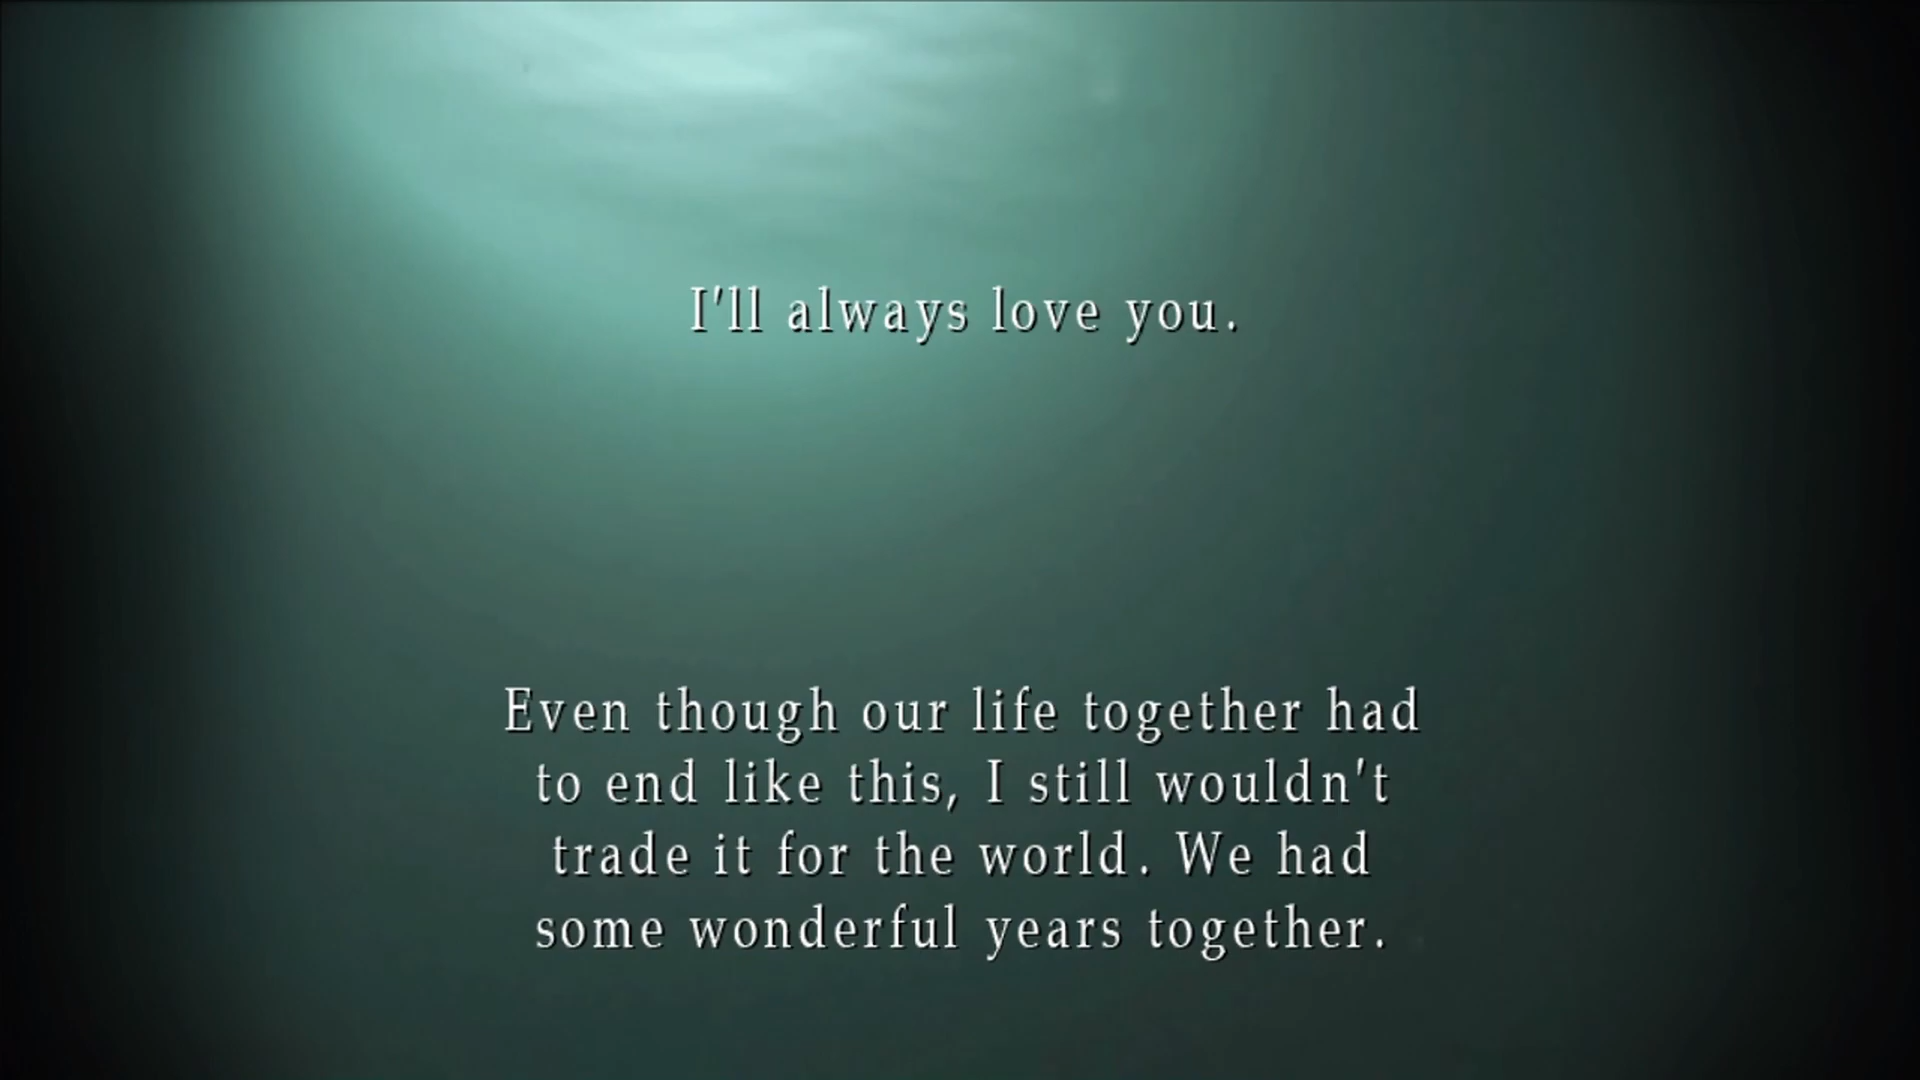 I'll always love you.
Even though our life together had
to end like this, I still wouldn't
trade it for the world. We had
some wonderful years together.